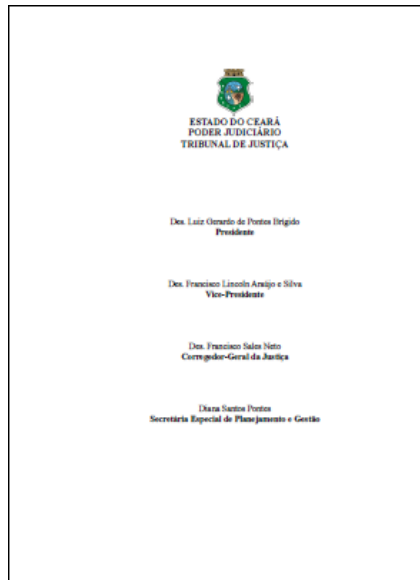 ESTADO DO CEARÁ
PODER JUDICIÁRIO
TRIBUNAL DE JUSTIÇA
Des. Luiz Gerardo de Pontes Brígido
Presidente
Des. Francisco Lincoln Araújo e Silva
Vice-Presidente
Des. Francisco Sales Neto
Corregedor-Geral da Justiça
Diana Santos Pontes
Secretária Especial de Planejamento e Gestão